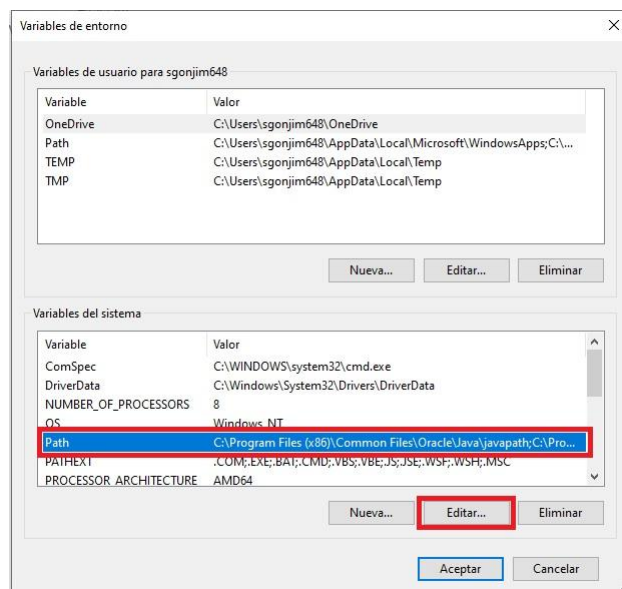 Variables de entorno
Variables de usuario para sgonjim648
Variable Valor
OneDrive C:\Users\sgonjim648\OneDrive
Path C:\Users\sgonjim648\AppData\Local\Microsoft\WindowsApps;C:\...
TEMP C:\Users\sgonjim648\AppData\Local\Temp
TMP C:\Users\sgonjim648\AppData\Local\Temp
Nueva... Editar... Eliminar
Variables del sistema
Variable Valor
ComSpec C:\WINDOWS\system32\cmd.exe
DriverData C:\Windows\System32\Drivers\DriverData
NUMBER_OF_PROCESSORS 8
OS Windows_NT
Path C:\Program Files (x86)\Common Files\Oracle\Java\javapath;C:\Pro...
PATHEXT .COM;.EXE;.BAT;.CMD;.VBS;.VBE;.JS;.JSE;.WSF;.WSH;.MSC
PROCESSOR_ARCHITECTURE AMD64
Nueva... Editar... Eliminar
Aceptar Cancelar